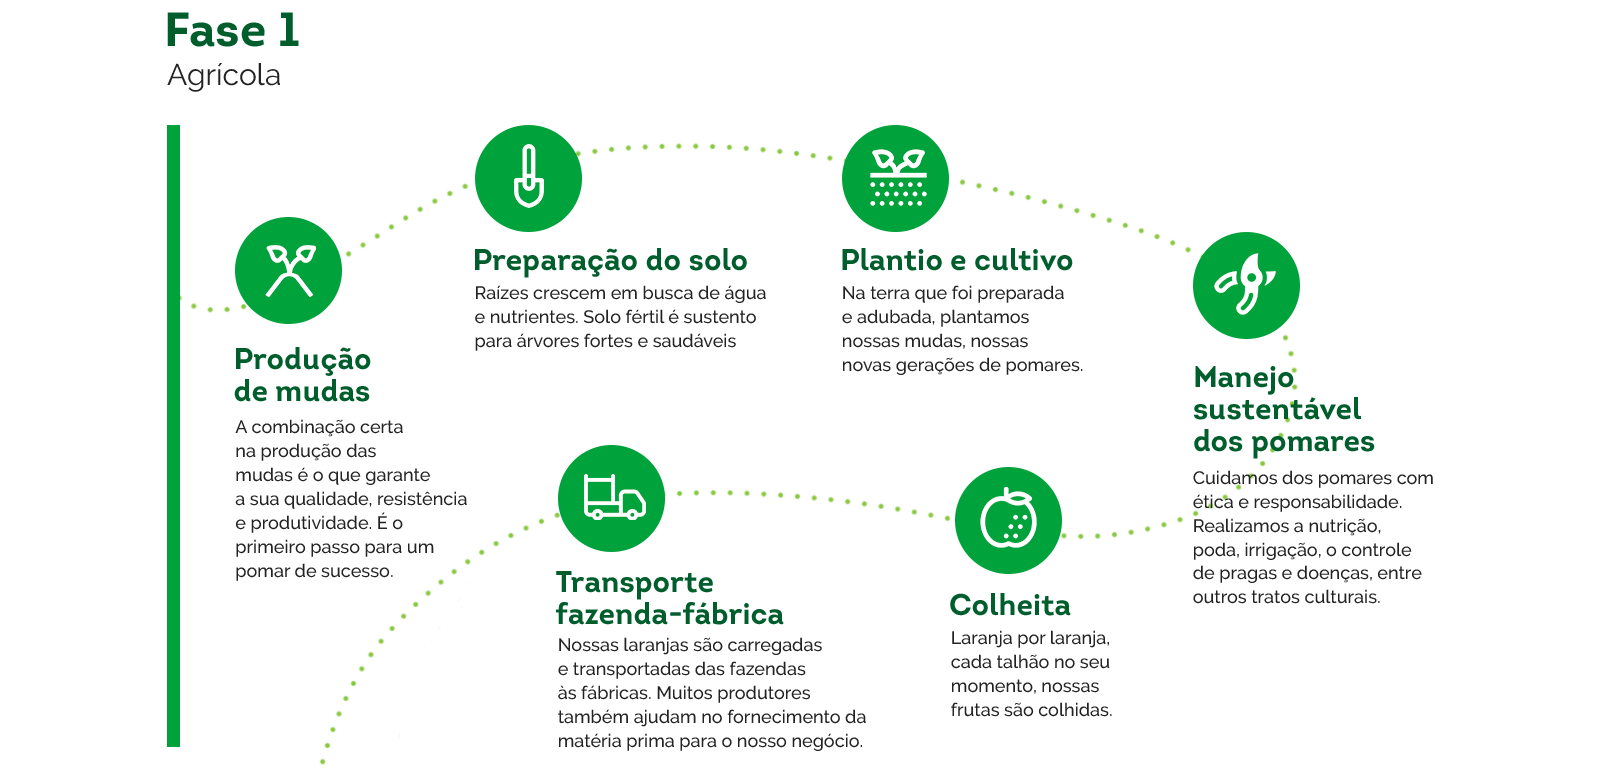 Fase 1
Agrícola
Produção
de mudas
A combinação certa
na produção das
mudas é o que garante
a sua qualidade, resistência
e produtividade. É o
primeiro passo para um
pomar de sucesso.
Preparação do solo
Raízes crescem em busca de água
e nutrientes. Solo fértil é sustento
para árvores fortes e saudáveis
Plantio e cultivo
Na terra que foi preparada
e adubada, plantamos
nossas mudas, nossas
novas gerações de pomares.
Manejo
sustentável
dos pomares
Cuidamos dos pomares com
ética e responsabilidade.
Realizamos a nutrição,
poda, irrigação, o controle
de pragas e doenças, entre
outros tratos culturais.
Colheita
Laranja por laranja,
cada talhão no seu
momento, nossas
frutas são colhidas.
Transporte
fazenda-fábrica
Nossas laranjas são carregadas
e transportadas das fazendas
às fábricas. Muitos produtores
também ajudam no fornecimento da
matéria prima para o nosso negócio.